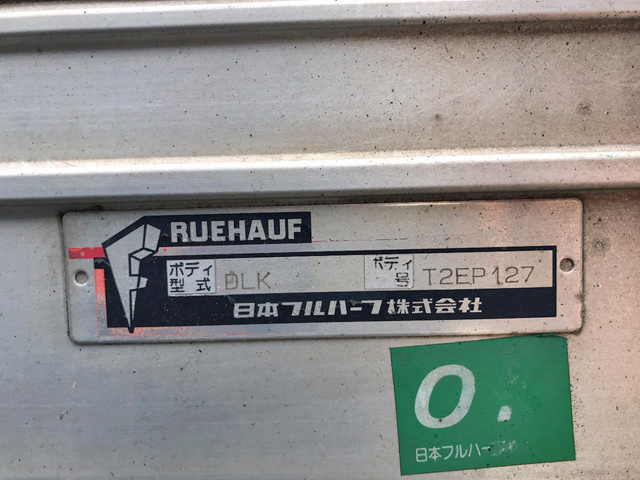 FRUEHAUF
ボディ型式 DLK ボディ号 T2EP127
日本フルハーフ株式会社
0.
日本フルハー